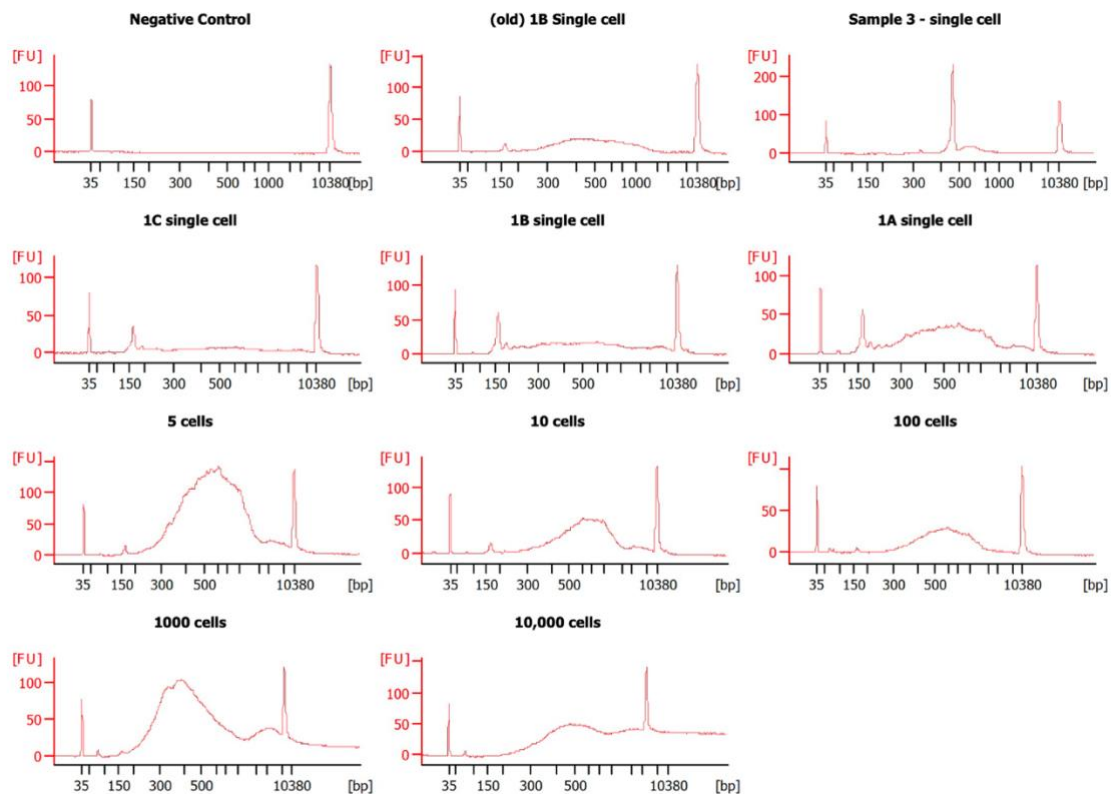 Negative Control
[FU]
100
50
0
35 150 300 500 1000 10380 [bp]
(old) 1B Single cell
[FU]
100
50
0
35 150 300 500 1000 10380 [bp]
Sample 3 - single cell
[FU]
200
100
0
35 150 300 500 1000 10380 [bp]
1C single cell
[FU]
100
50
0
35 150 300 500 10380 [bp]
1B single cell
[FU]
100
50
0
35 150 300 500 10380 [bp]
1A single cell
[FU]
100
50
0
35 150 300 500 10380 [bp]
5 cells
[FU]
100
50
0
35 150 300 500 10380 [bp]
10 cells
[FU]
100
50
0
35 150 300 500 10380 [bp]
100 cells
[FU]
50
0
35 150 300 500 10380 [bp]
1000 cells
[FU]
100
50
0
35 150 300 500 10380 [bp]
10,000 cells
[FU]
100
50
0
35 150 300 500 10380 [bp]